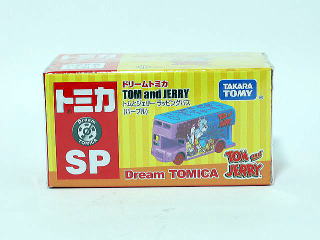 トミカ
Dream
TOMICA
SP
ドリームトミカ
TOM and JERRY
トムとジェリー ラッピングバス
(パープル)
TAKARA
TOMY
Dream TOMICA
TOM and
JERRY